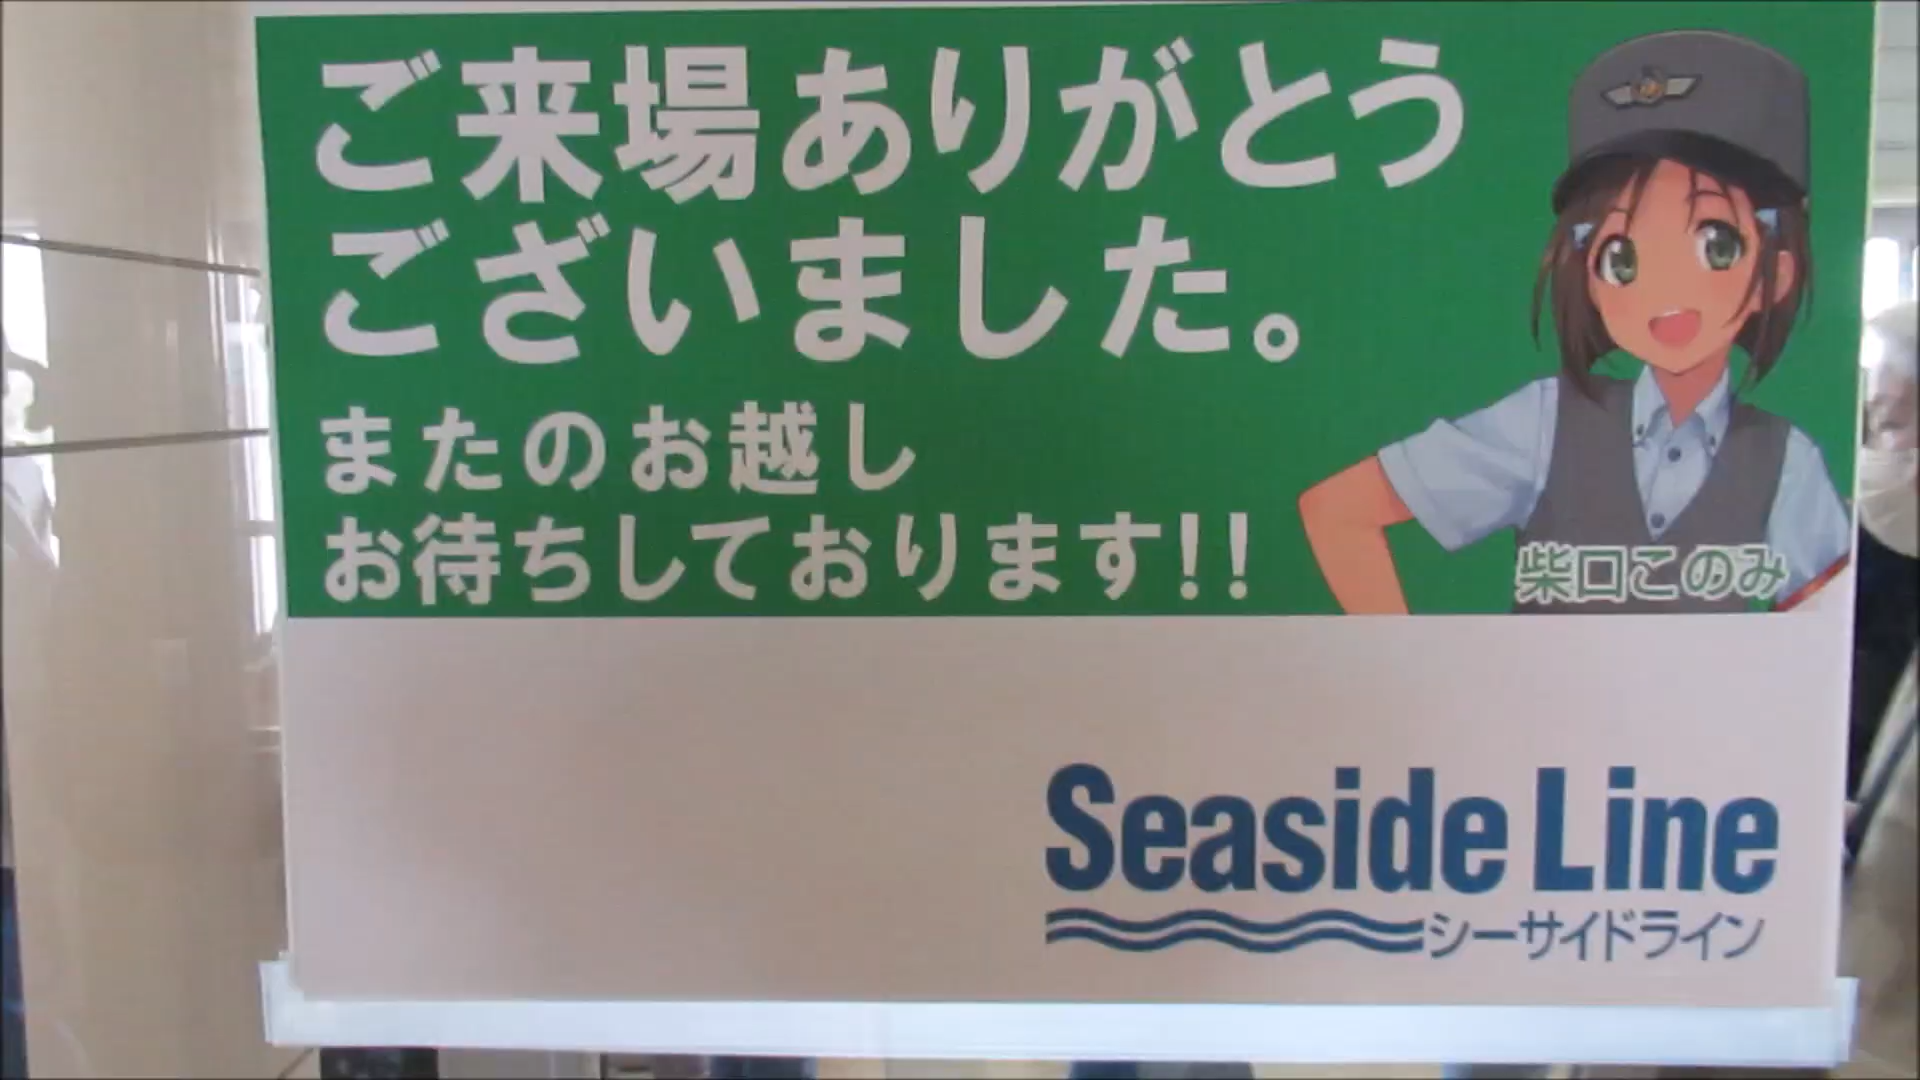 ご来場ありがとう
ございました。
またのお越し
お待ちしております!!
柴口このみ
Seaside Line
シーサイドライン